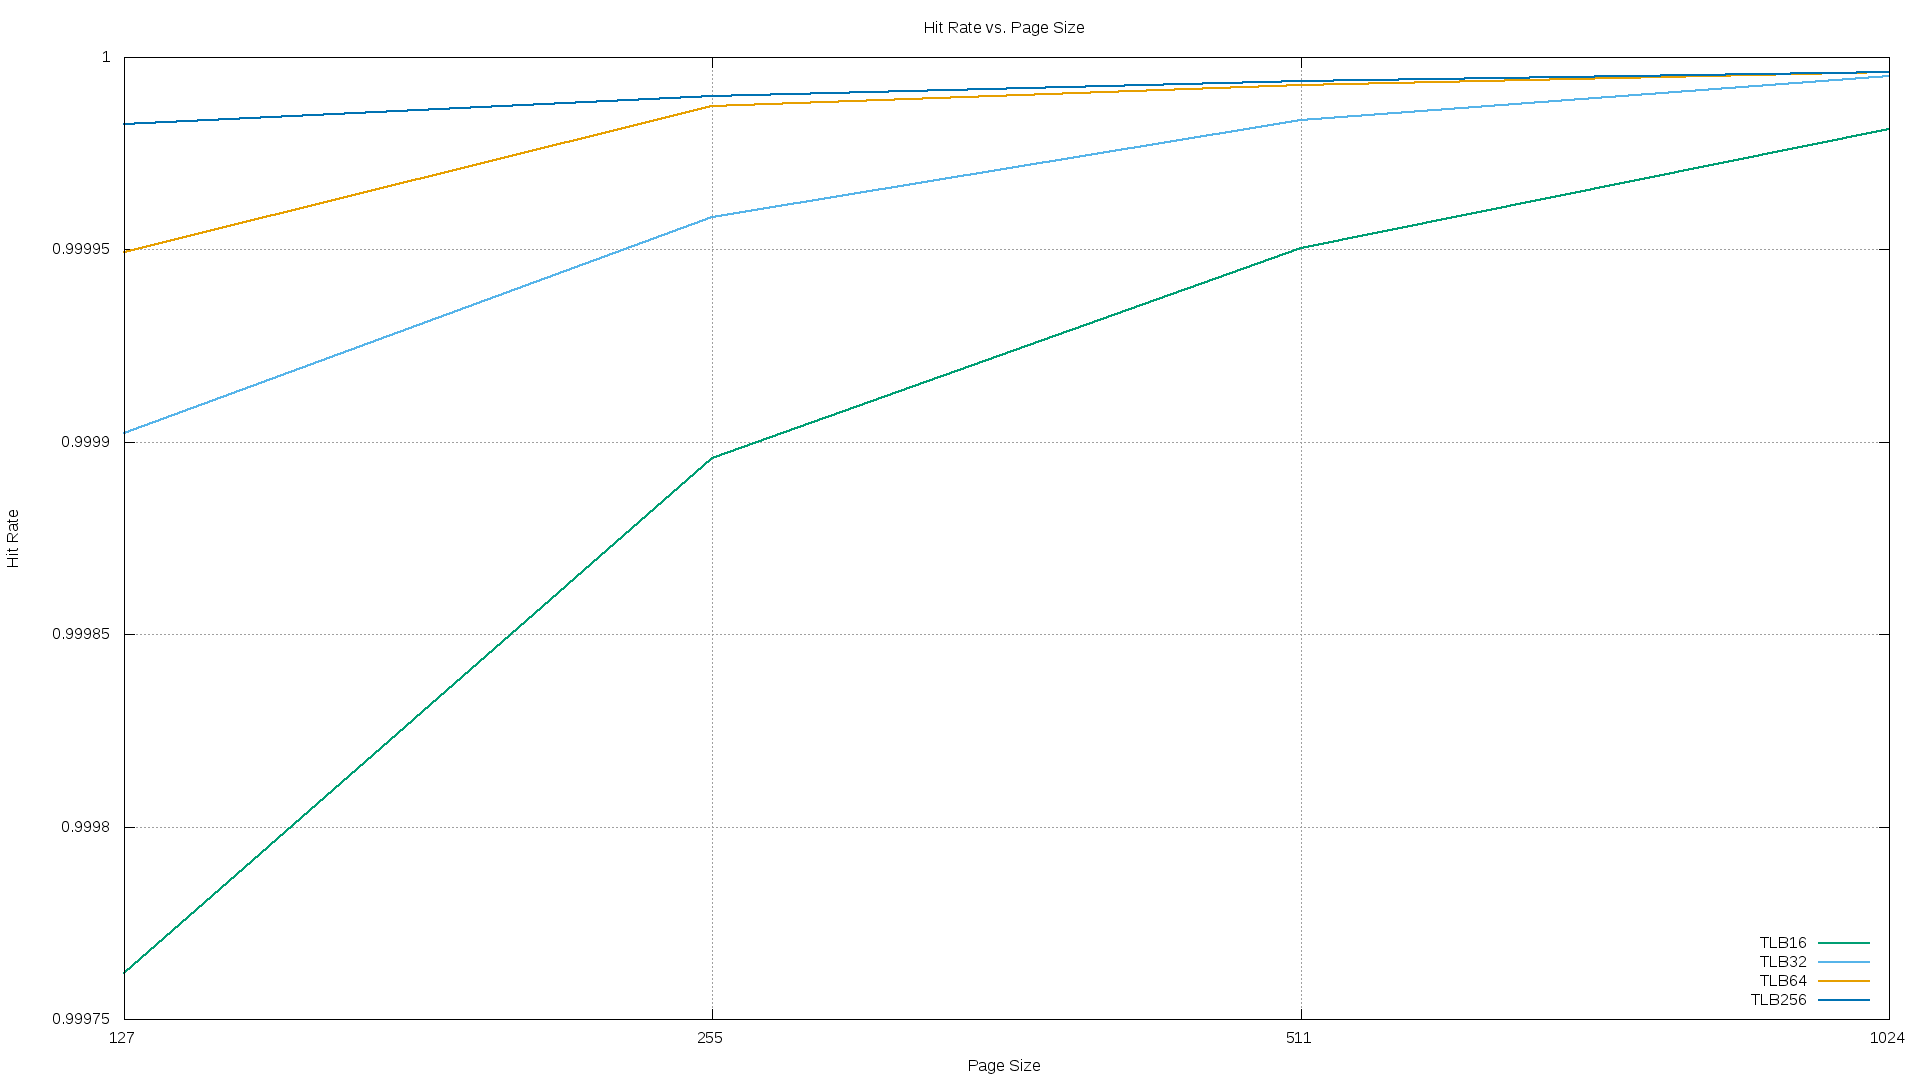 Hit Rate vs. Page Size
1
0.99995
0.9999
0.99985
0.9998
0.99975
Hit Rate
127
255
511
1024
Page Size
TLB16
TLB32
TLB64
TLB256